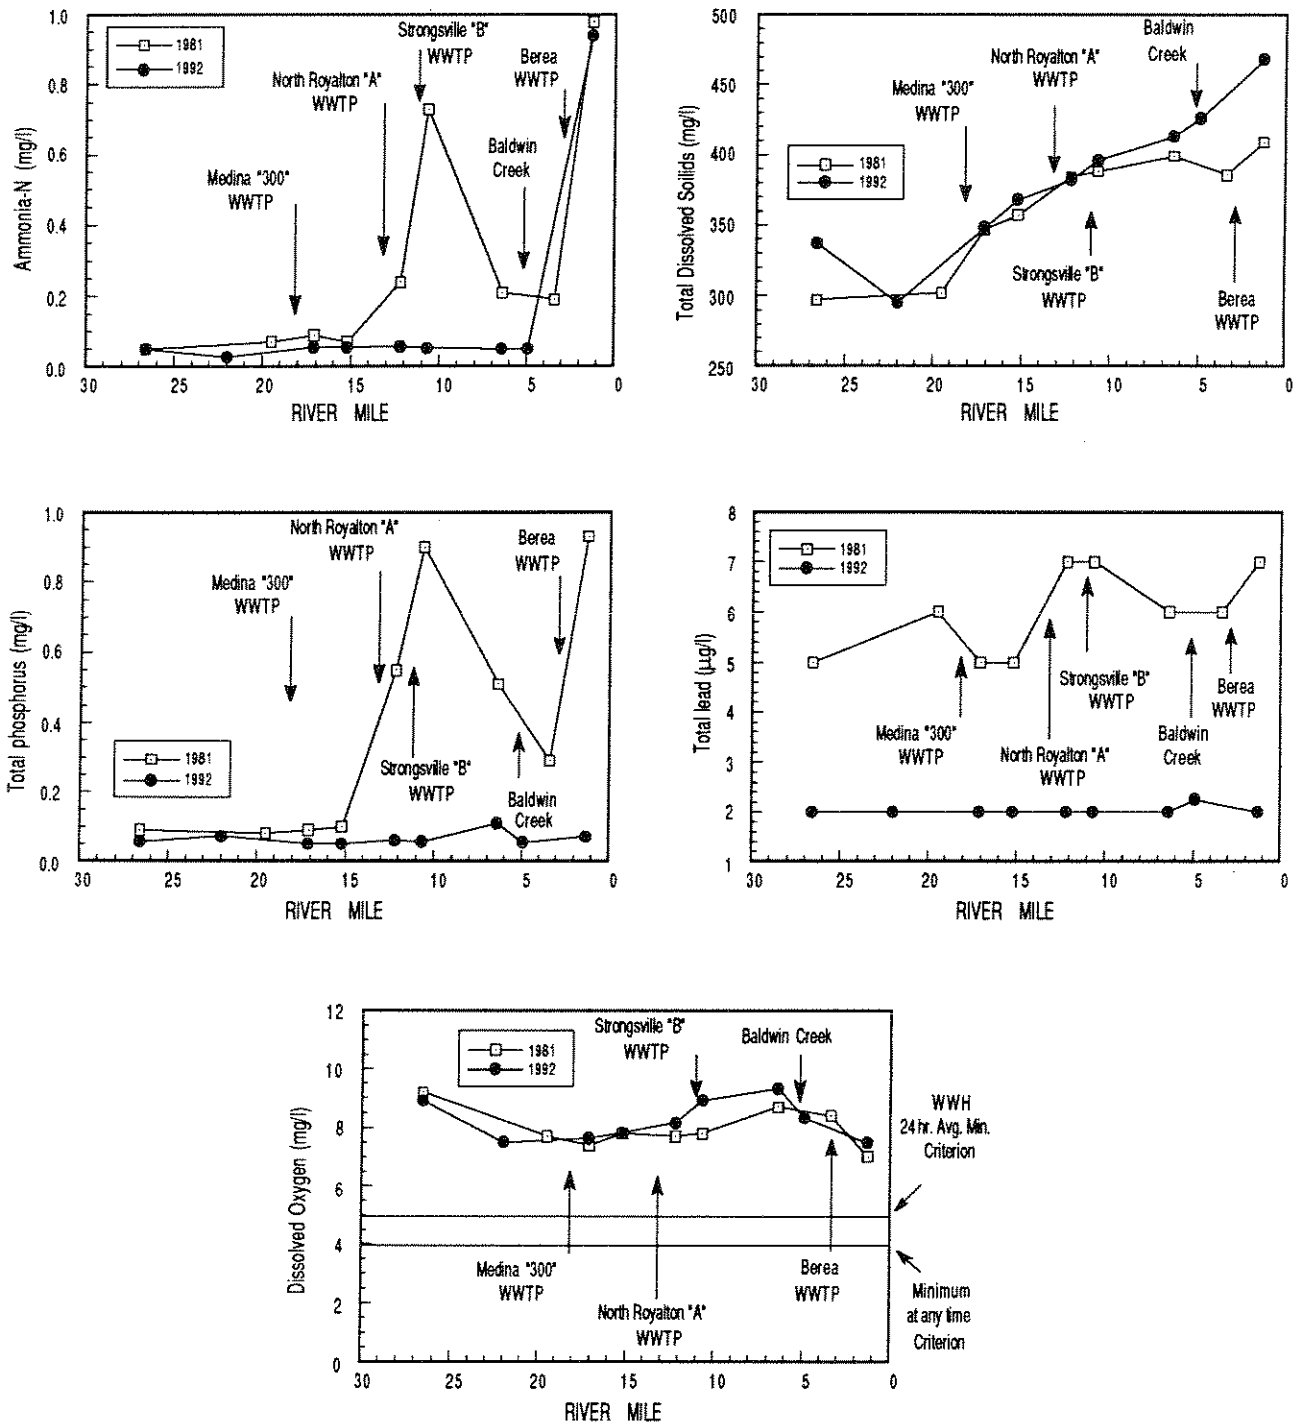 1.0
0.8
0.6
0.4
0.2
0.0
Ammonia-N (mg/l)
1981
1992
Strongsville "B"
WWTP
North Royalton "A"
WWTP
Berea
WWTP
Baldwin
Creek
Medina "300"
WWTP
30 25 20 15 10 5 0
RIVER MILE
500
450
400
350
300
250
Total Dissolved Soilids (mg/l)
Baldwin
Creek
North Royalton "A"
WWTP
Medina "300"
WWTP
1981
1992
Strongsville "B"
WWTP
Berea
WWTP
30 25 20 15 10 5 0
RIVER MILE
1.0
0.8
0.6
0.4
0.2
0.0
Total phosphorus (mg/l)
North Royalton "A"
WWTP
Berea
WWTP
Medina "300"
WWTP
1981
1992
Strongsville "B"
WWTP
Baldwin
Creek
30 25 20 15 10 5 0
RIVER MILE
8
7
6
5
4
3
2
1
Total lead (µg/l)
1981
1992
Strongsville "B"
WWTP
Berea
WWTP
Medina "300"
WWTP
Baldwin
Creek
North Royalton "A"
WWTP
30 25 20 15 10 5 0
RIVER MILE
12
10
8
6
4
2
0
Dissolved Oxygen (mg/l)
Strongsville "B"
WWTP
Baldwin Creek
1981
1992
WWH
24 hr. Avg. Min.
Criterion
Medina "300"
WWTP
Berea
WWTP
North Royalton "A"
WWTP
Minimum
at any time
Criterion
30 25 20 15 10 5 0
RIVER MILE